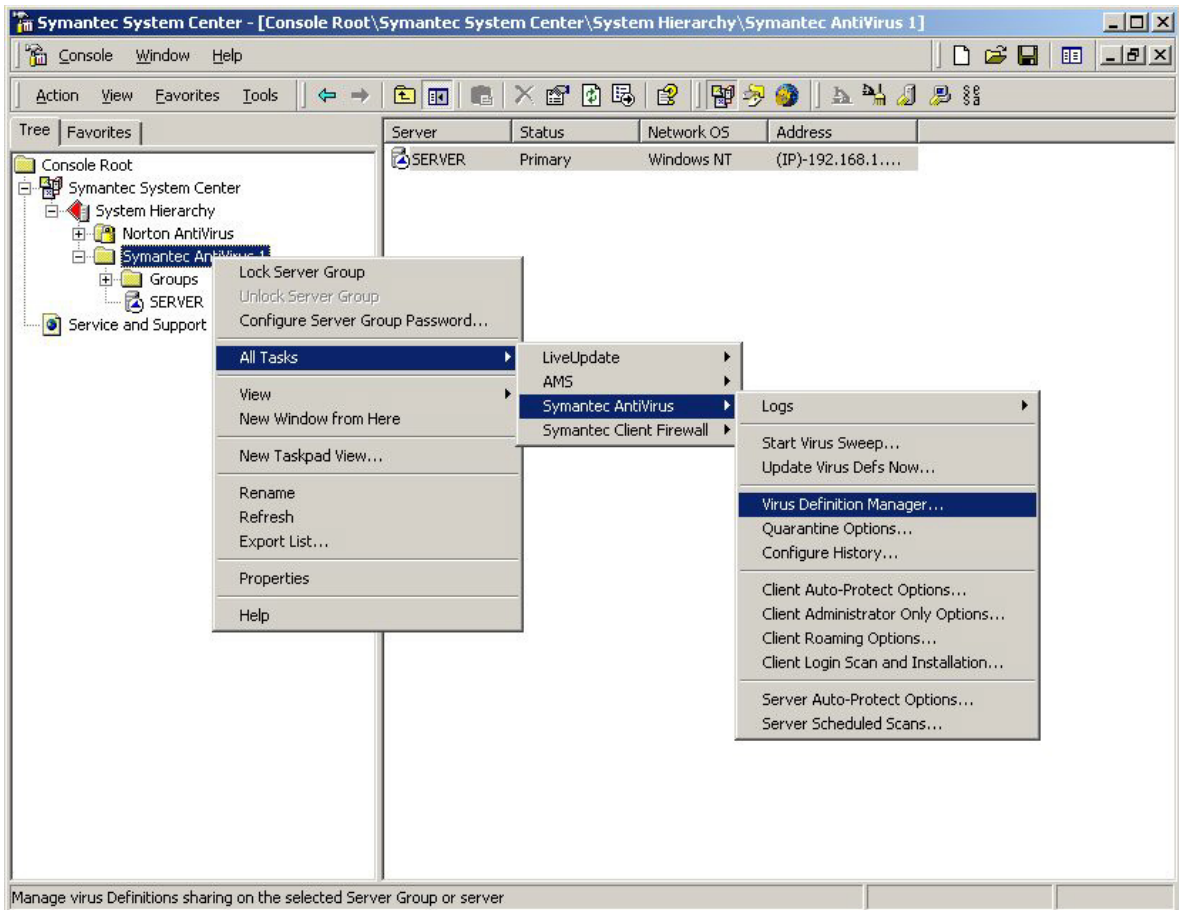 Symantec System Center - [Console Root\Symantec System Center\System Hierarchy\Symantec AntiVirus 1]
Console Window Help
Action View Favorites Tools
Tree Favorites
Server Status Network OS Address
Console Root
SERVER Primary Windows NT (IP)-192.168.1....
Symantec System Center
System Hierarchy
Norton AntiVirus
Symantec AntiVirus 1
Groups
SERVER
Service and Support
Lock Server Group
Unlock Server Group
Configure Server Group Password...
All Tasks
View
New Window from Here
New Taskpad View...
Rename
Refresh
Export List...
Properties
Help
LiveUpdate
AMS
Symantec AntiVirus
Symantec Client Firewall
Logs
Start Virus Sweep...
Update Virus Defs Now...
Virus Definition Manager...
Quarantine Options...
Configure History...
Client Auto-Protect Options...
Client Administrator Only Options...
Client Roaming Options...
Client Login Scan and Installation...
Server Auto-Protect Options...
Server Scheduled Scans...
Manage virus Definitions sharing on the selected Server Group or server